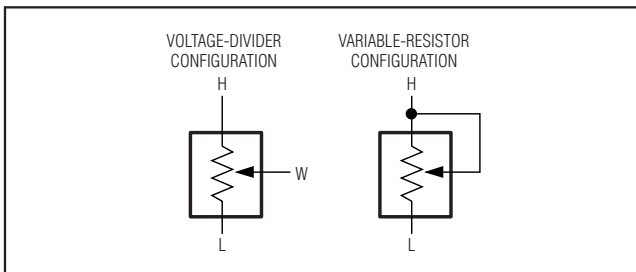 VOLTAGE-DIVIDER
CONFIGURATION
H
W
L
VARIABLE-RESISTOR
CONFIGURATION
H
L